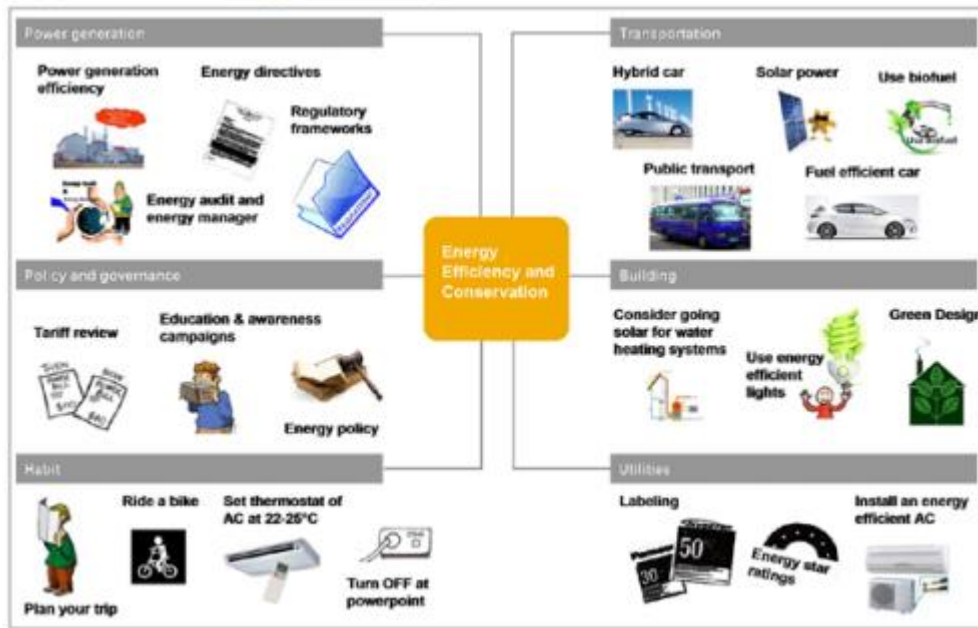 Power generation
Power generation
efficiency
Energy directives
Regulatory
frameworks
Energy audit and
energy manager
Policy and governance
Tariff review
Education & awareness
campaigns
Energy policy
Habit
Plan your trip
Ride a bike
Set thermostat of
AC at 22-25°C
Turn OFF at
powerpoint
Energy
Efficiency and
Conservation
Transportation
Hybrid car
Solar power
Use biofuel
Use biofuel
Public transport
Fuel efficient car
Building
Consider going
solar for water
heating systems
Use energy
efficient
lights
Green Design
Utilities
Labeling
30
50
Energy star
ratings
Install an energy
efficient AC